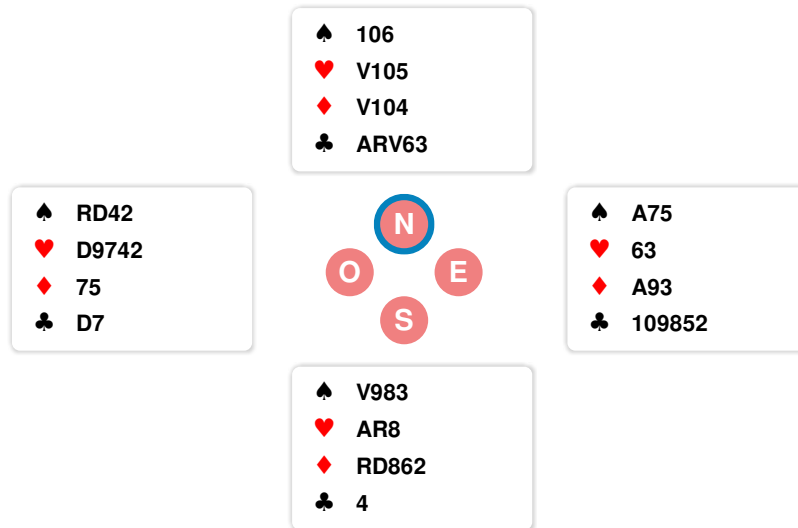 ♠ 106
♥ V105
♦ V104
♣ ARV63
♠ RD42
♥ D9742
♦ 75
♣ D7
N
O E
S
♠ A75
♥ 63
♦ A93
♣ 109852
♠ V983
♥ AR8
♦ RD862
♣ 4